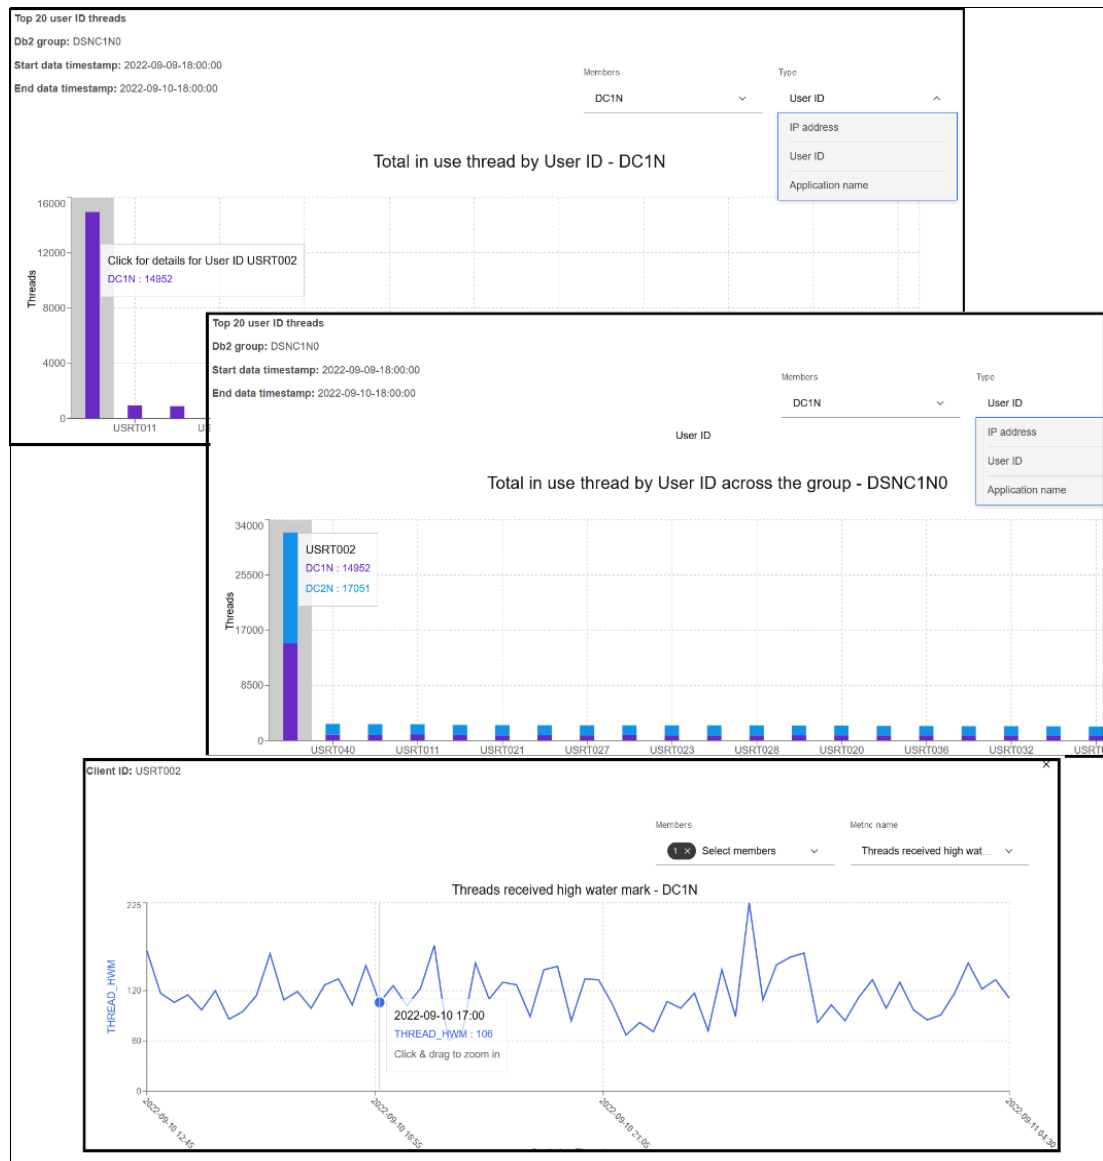 Top 20 user ID threads
Db2 group: DSNC1N0
Start data timestamp: 2022-09-09-18:00:00
End data timestamp: 2022-09-10-18:00:00
Members
Type
DC1N
User ID
IP address
User ID
Application name
Total in use thread by User ID - DC1N
16000
12000
8000
4000
0
Threads
Click for details for User ID USRT002
DC1N : 14952
USRT011
US
Top 20 user ID threads
Db2 group: DSNC1N0
Start data timestamp: 2022-09-09-18:00:00
End data timestamp: 2022-09-10-18:00:00
Members
Type
DC1N
User ID
IP address
User ID
Application name
User ID
Total in use thread by User ID across the group - DSNC1N0
34000
25500
17000
8500
0
Threads
USRT002
DC1N : 14952
DC2N : 17051
USRT040
USRT011
USRT021
USRT027
USRT023
USRT028
USRT020
USRT036
USRT032
Client ID: USRT002
Members
Metric name
1 × Select members
Threads received high wat...
Threads received high water mark - DC1N
225
120
60
0
THREAD_HWM
2022-09-10 17:00
THREAD_HWM : 106
Click & drag to zoom in
2022-09-10 12:45
2022-09-10 16:55
2022-09-10 21:05
2022-09-11 04:30